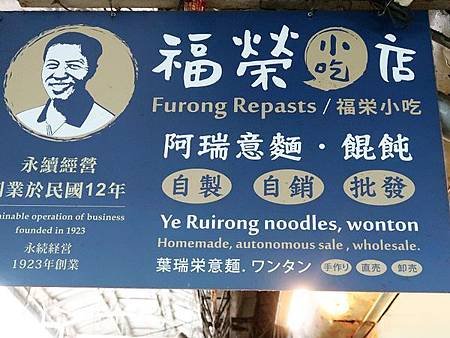 福榮小吃店
Furong Repasts / 福栄小吃
阿瑞意麵・餛飩
自製 自銷 批發
Ye Ruirong noodles, wonton
Homemade, autonomous sale , wholesale.
葉瑞栄意麵. ワンタン 手作り 直売 卸売
永續經營
創業於民國12年
ainable operation of business
founded in 1923
永続経営
1923年創業